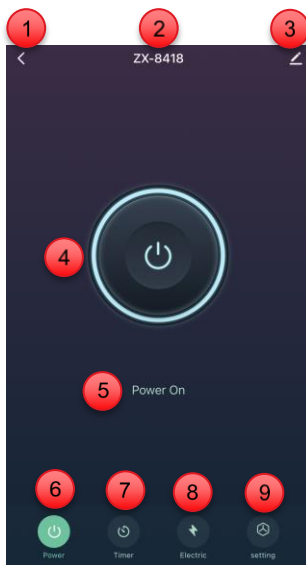 1 2 3
ZX-8418
4
5 Power On
6 7 8 9
Power Timer Electric setting